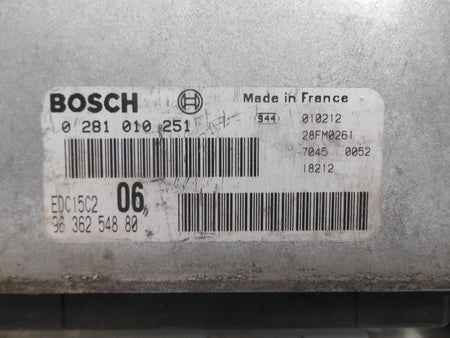 BOSCH Made in France
0 281 010 251 944 010212
28FM0261
7045 0052
18212
EDC15C2 06
96 362 548 80